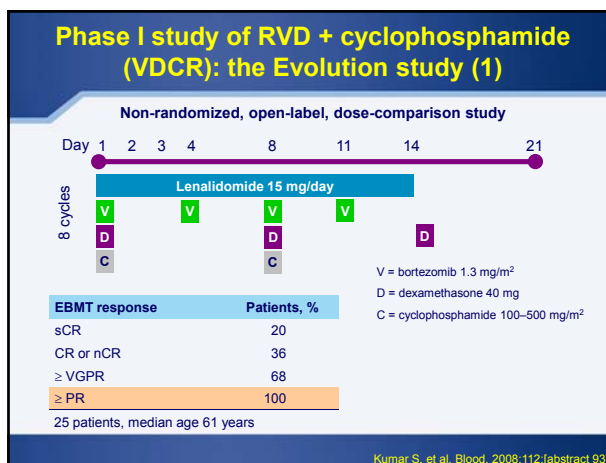 Phase I study of RVD + cyclophosphamide
(VDCR): the Evolution study (1)
Non-randomized, open-label, dose-comparison study
Day 1 2 3 4 8 11 14 21
8 cycles
Lenalidomide 15 mg/day
V V V V
D D D
C C
V = bortezomib 1.3 mg/m²
D = dexamethasone 40 mg
C = cyclophosphamide 100–500 mg/m²
EBMT response Patients, %
sCR 20
CR or nCR 36
≥ VGPR 68
≥ PR 100
25 patients, median age 61 years
Kumar S, et al. Blood. 2008;112:[abstract 93